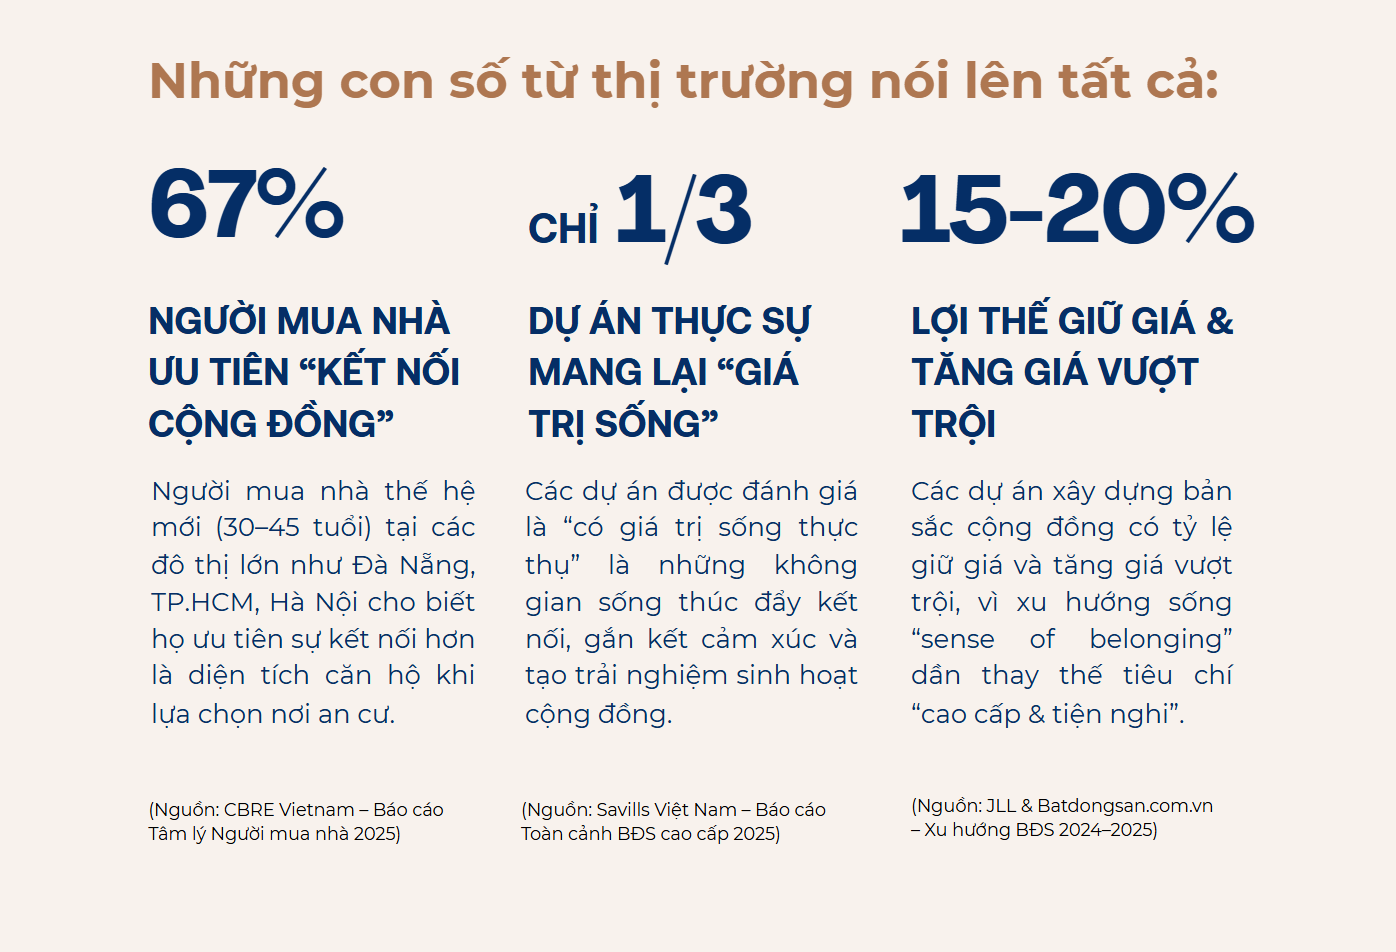 Những con số từ thị trường nói lên tất cả:
67%
NGƯỜI MUA NHÀ
ƯU TIÊN “KẾT NỐI
CỘNG ĐỒNG”
Người mua nhà thế hệ
mới (30–45 tuổi) tại các
đô thị lớn như Đà Nẵng,
TP.HCM, Hà Nội cho biết
họ ưu tiên sự kết nối hơn
là diện tích căn hộ khi
lựa chọn nơi an cư.
(Nguồn: CBRE Vietnam – Báo cáo
Tâm lý Người mua nhà 2025)
CHỈ 1/3
DỰ ÁN THỰC SỰ
MANG LẠI “GIÁ
TRỊ SỐNG”
Các dự án được đánh giá
là “có giá trị sống thực
thụ” là những không
gian sống thúc đẩy kết
nối, gắn kết cảm xúc và
tạo trải nghiệm sinh hoạt
cộng đồng.
(Nguồn: Savills Việt Nam – Báo cáo
Toàn cảnh BĐS cao cấp 2025)
15-20%
LỢI THẾ GIỮ GIÁ &
TĂNG GIÁ VƯỢT
TRỘI
Các dự án xây dựng bản
sắc cộng đồng có tỷ lệ
giữ giá và tăng giá vượt
trội, vì xu hướng sống
“sense of belonging”
dần thay thế tiêu chí
“cao cấp & tiện nghi”.
(Nguồn: JLL & Batdongsan.com.vn
– Xu hướng BĐS 2024–2025)